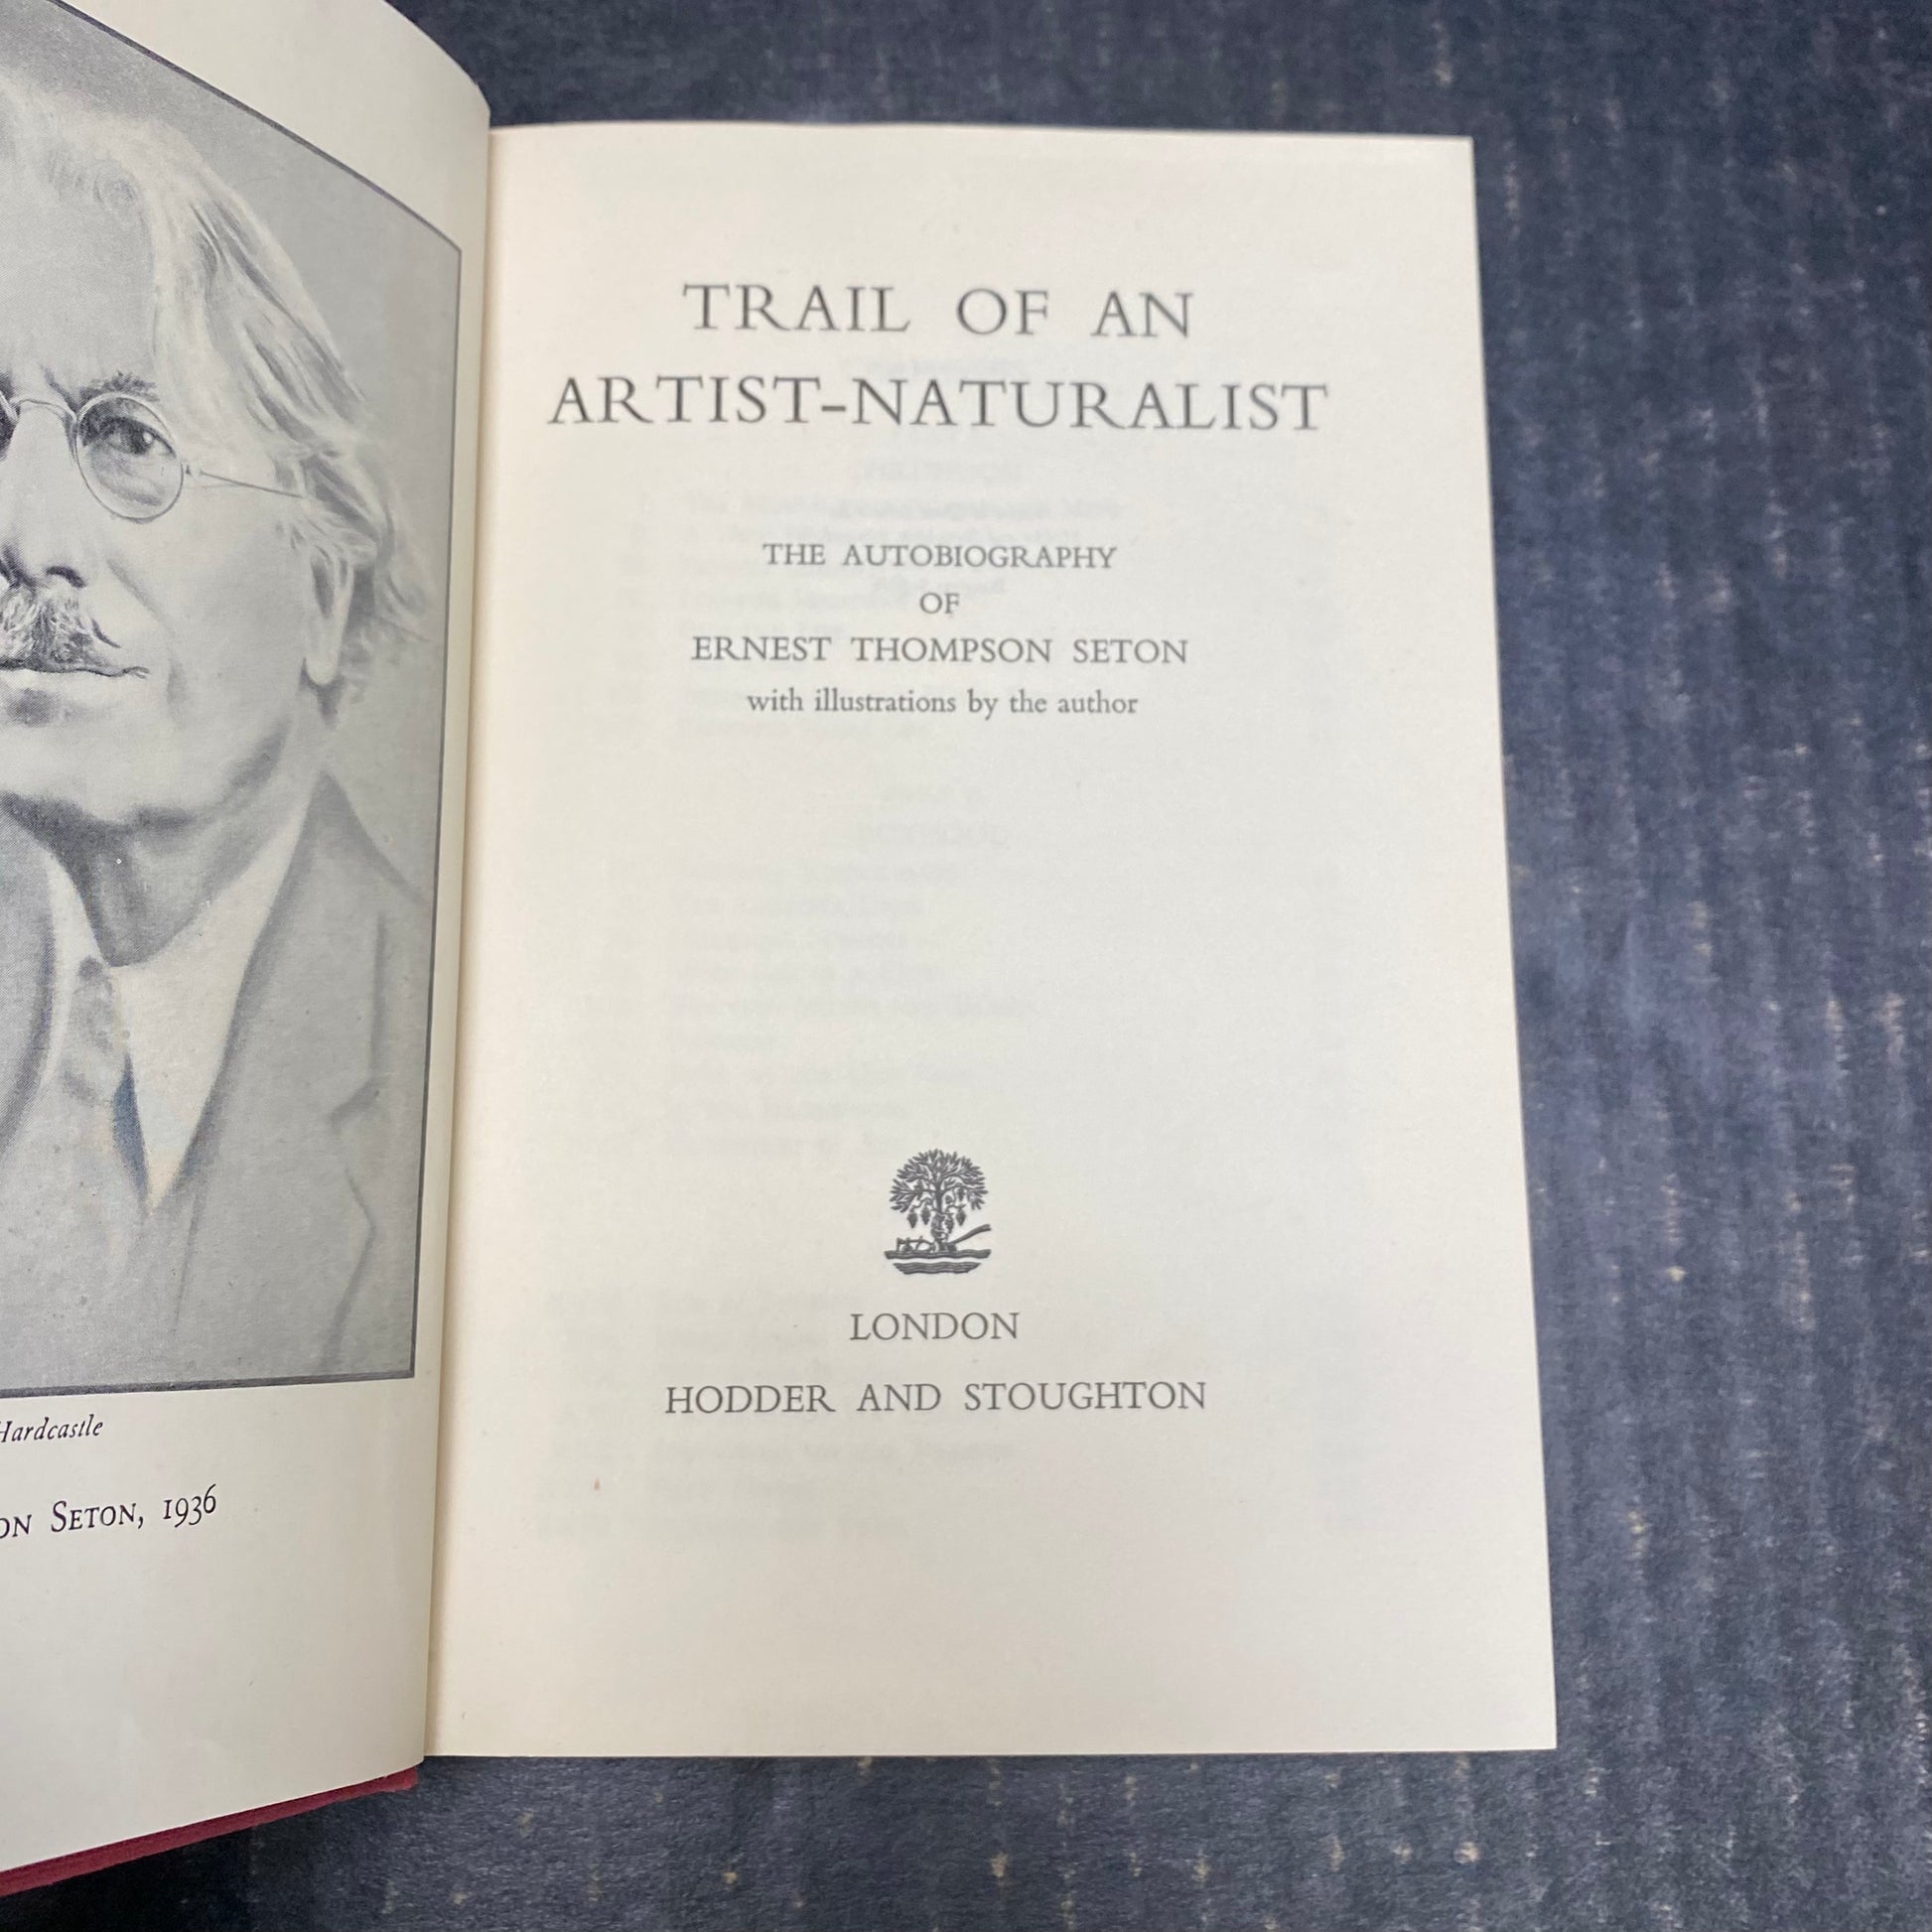 Hardcastle
SETON, 1936
TRAIL OF AN
ARTIST-NATURALIST
THE AUTOBIOGRAPHY
OF
ERNEST THOMPSON SETON
with illustrations by the author
LONDON
HODDER AND STOUGHTON